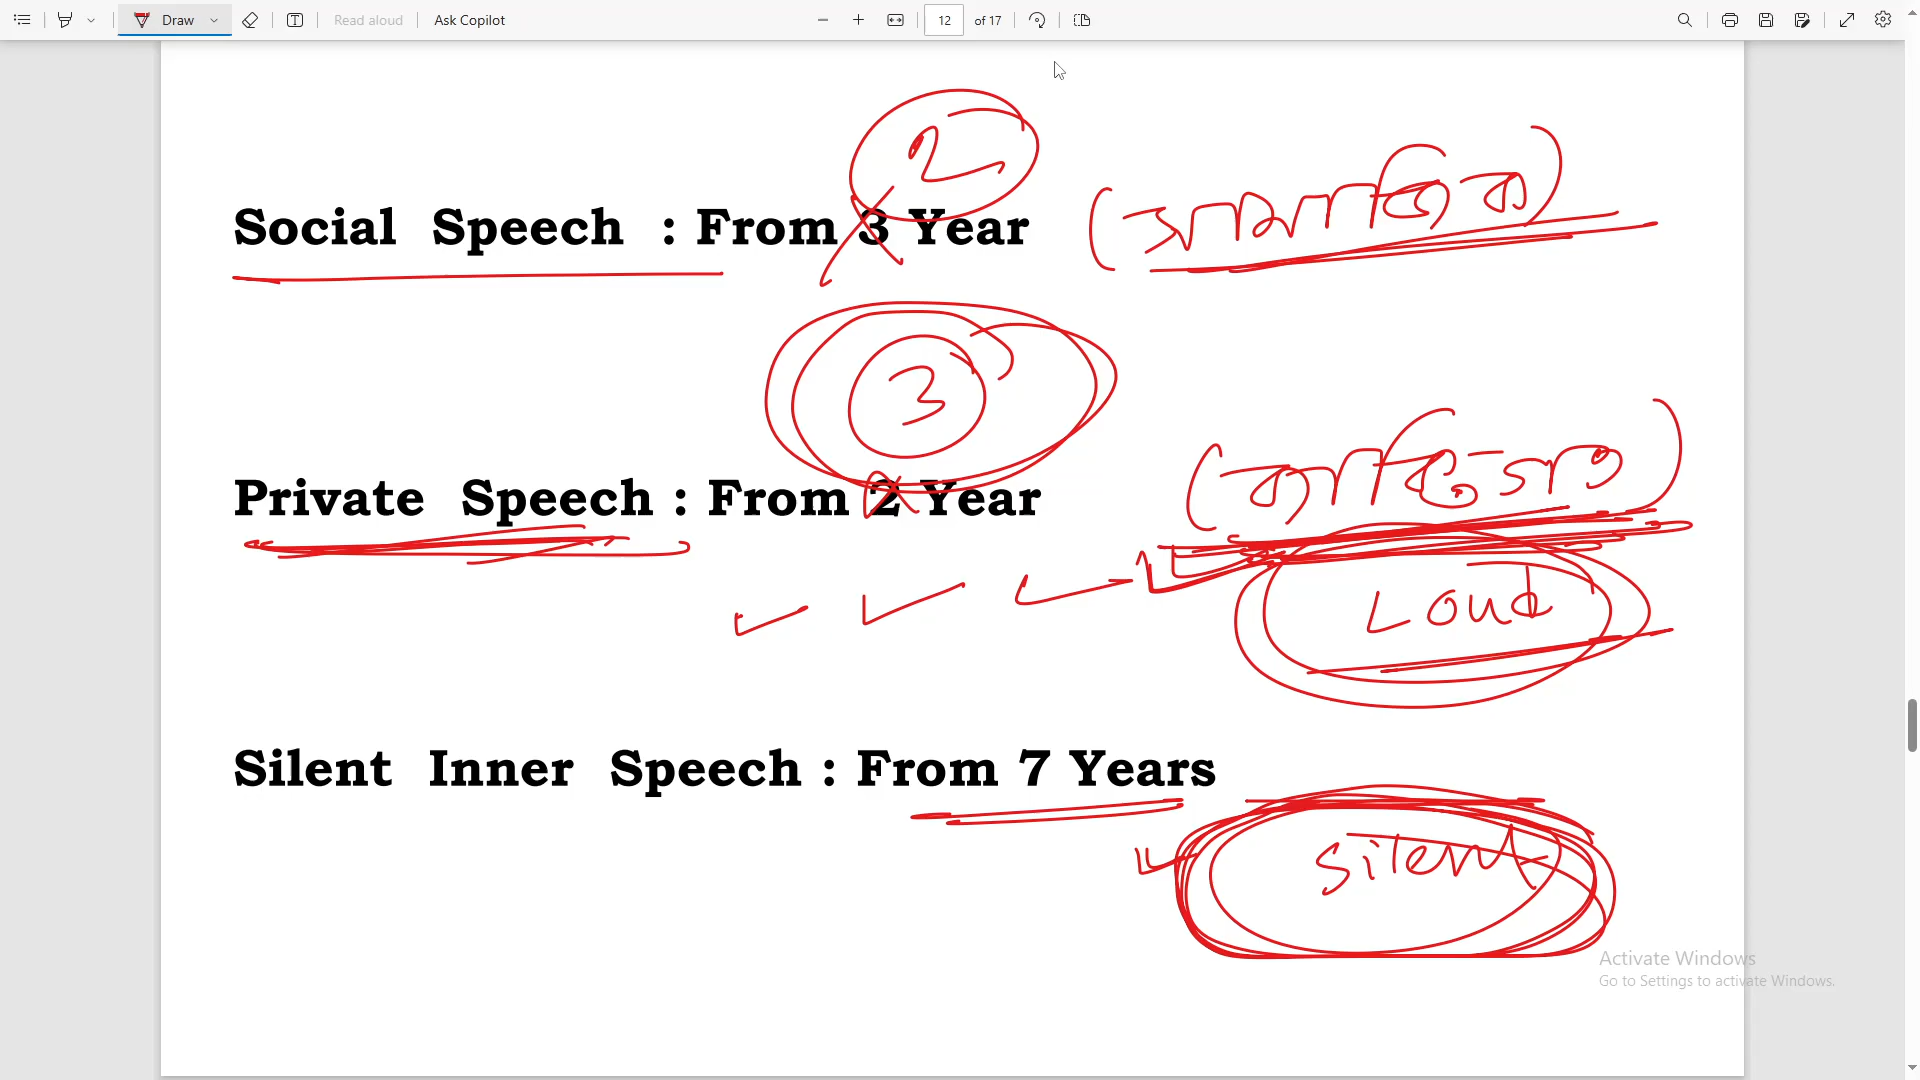 Draw
Read aloud
Ask Copilot
12 of 17
2
Social Speech : From 3 Year
3
Private Speech : From 2 Year
Loud
Silent Inner Speech : From 7 Years
silent
Activate Windows
Go to Settings to activate Windows.